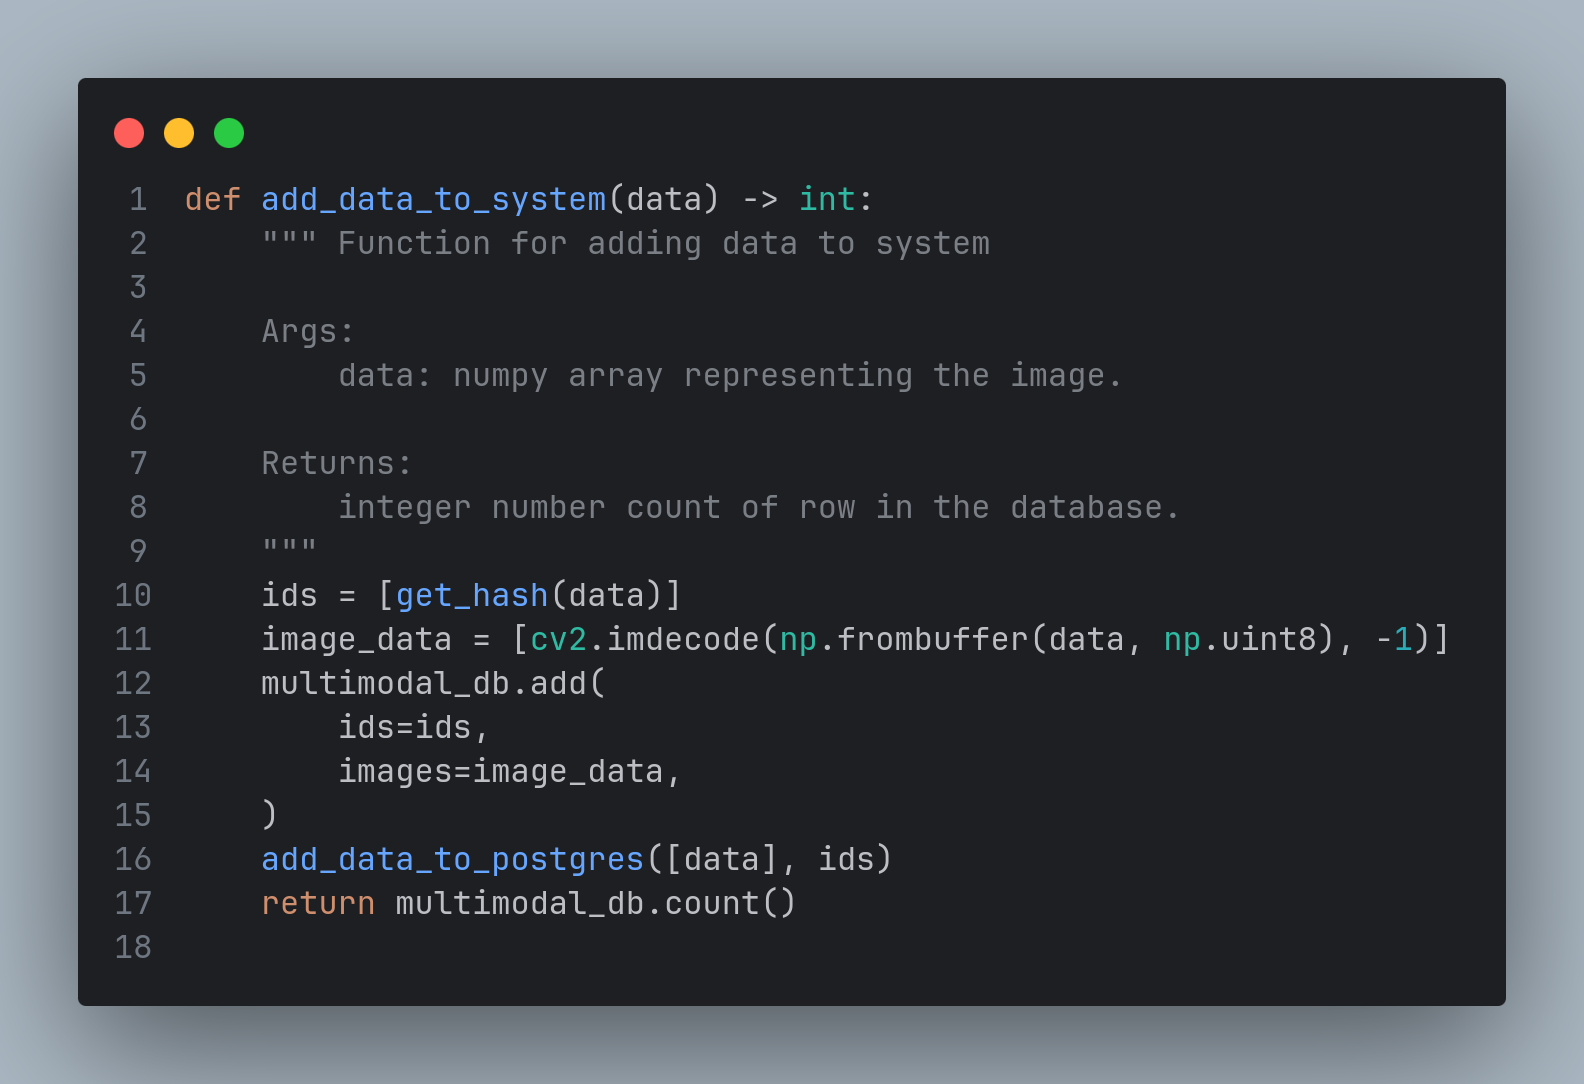 1 def add_data_to_system(data) -> int:
2     """ Function for adding data to system
3
4     Args:
5         data: numpy array representing the image.
6
7     Returns:
8         integer number count of row in the database.
9     """
10     ids = [get_hash(data)]
11     image_data = [cv2.imdecode(np.frombuffer(data, np.uint8), -1)]
12     multimodal_db.add(
13         ids=ids,
14         images=image_data,
15     )
16     add_data_to_postgres([data], ids)
17     return multimodal_db.count()
18